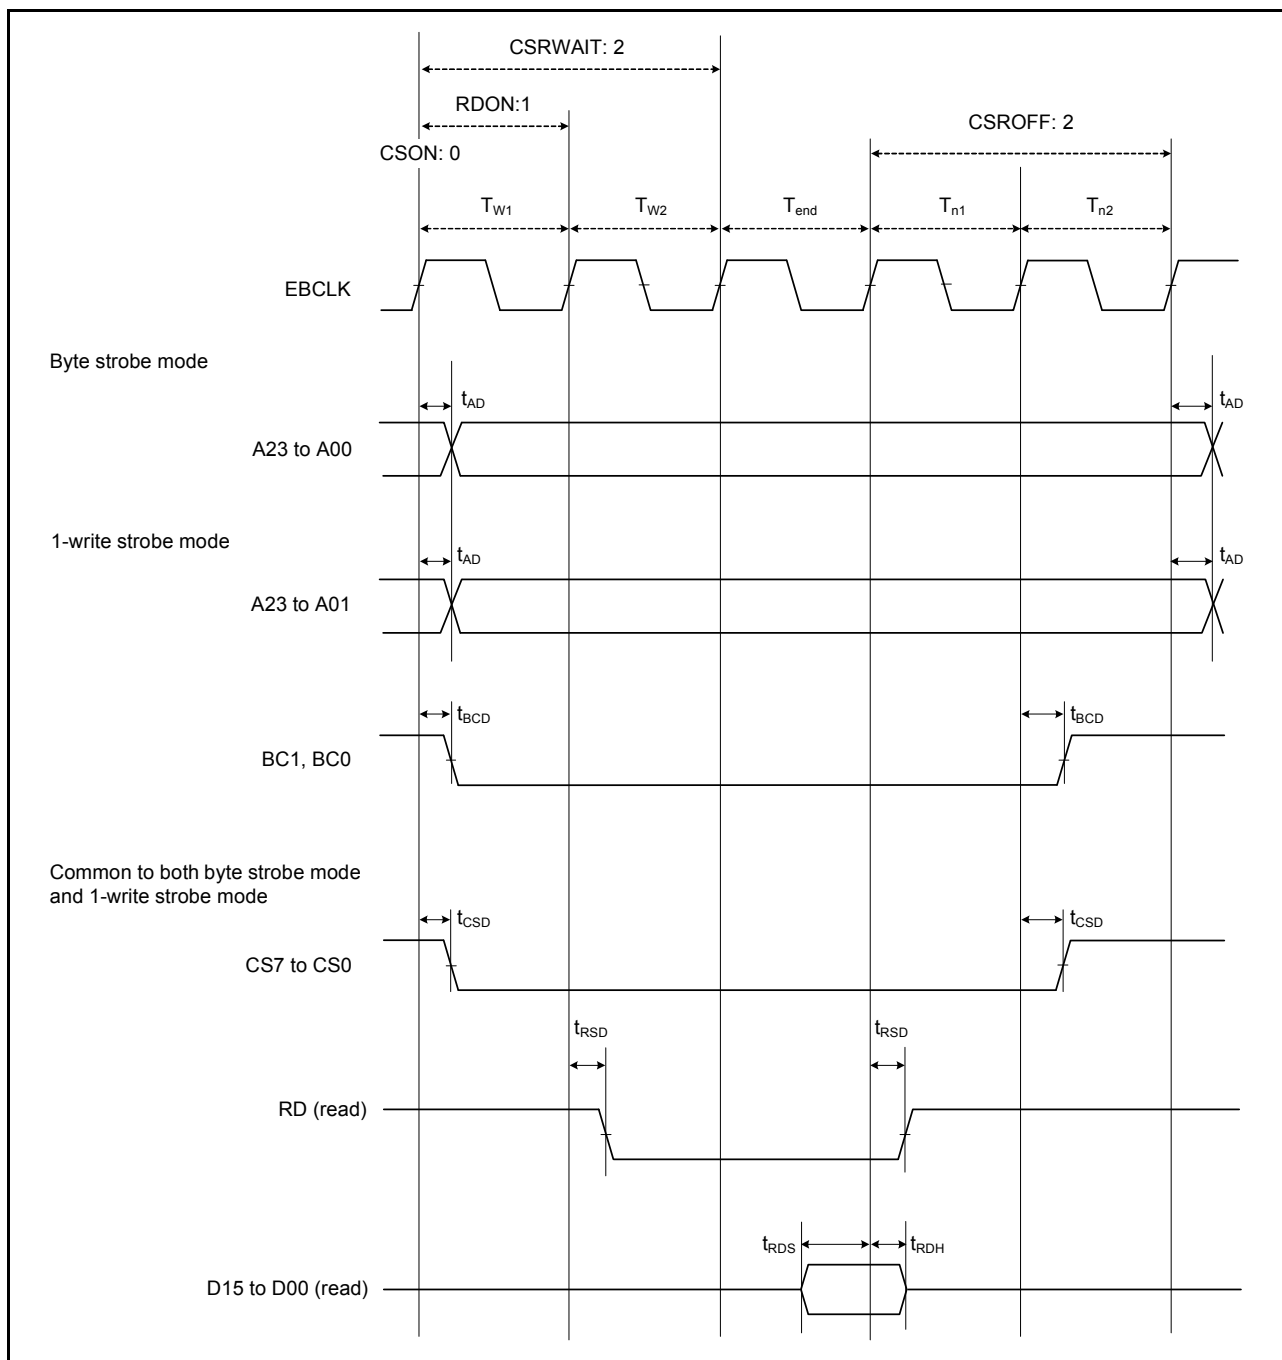 CSRWAIT: 2
RDON:1
CSROFF: 2
CSON: 0
TW1
TW2
Tend
Tn1
Tn2
EBCLK
Byte strobe mode
tAD
tAD
A23 to A00
1-write strobe mode
tAD
tAD
A23 to A01
tBCD
tBCD
BC1, BC0
Common to both byte strobe mode
and 1-write strobe mode
tCSD
tCSD
CS7 to CS0
tRSD
tRSD
RD (read)
tRDS
tRDH
D15 to D00 (read)